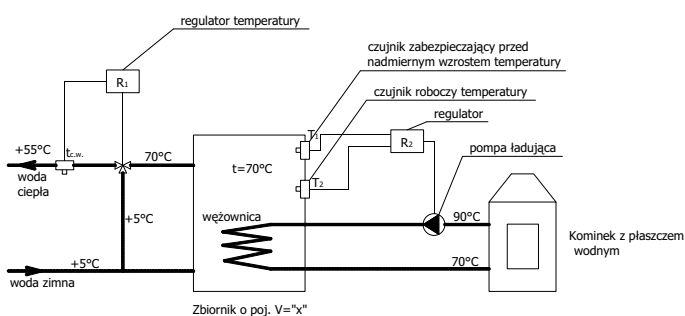 regulator temperatury
czujnik zabezpieczający przed
nadmiernym wzrostem temperatury
czujnik roboczy temperatury
regulator
pompa ładująca
R1
R2
T1
T2
+55°C
tc.w.
70°C
t=70°C
woda
ciepła
+5°C
wężownica
90°C
70°C
Kominek z płaszczem
wodnym
+5°C
woda zimna
Zbiornik o poj. V="x"